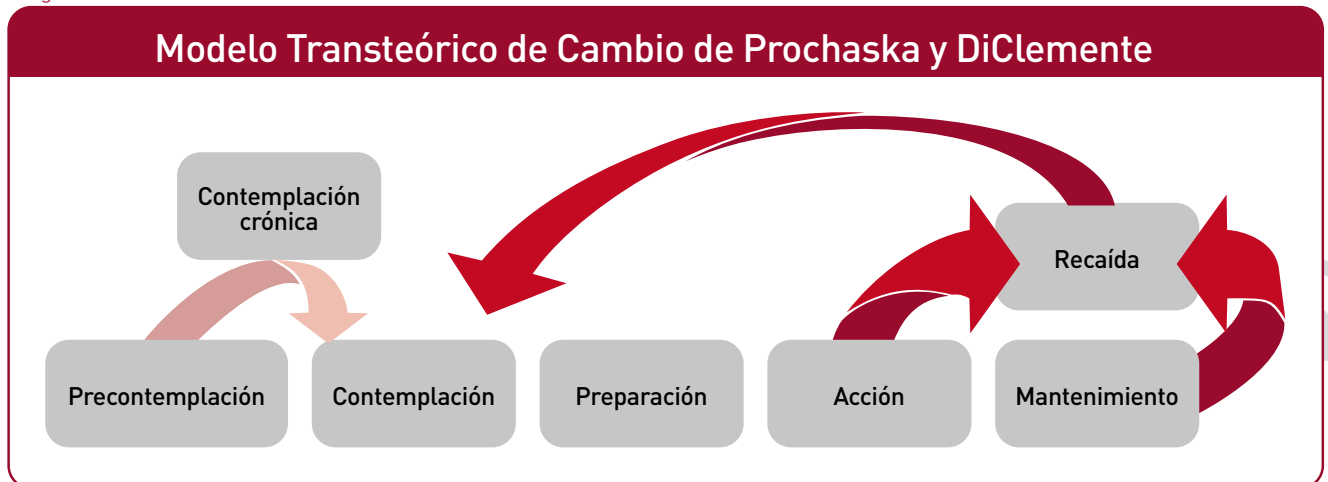 Modelo Transteórico de Cambio de Prochaska y DiClemente
Contemplación
crónica
Recaída
Precontemplación
Contemplación
Preparación
Acción
Mantenimiento